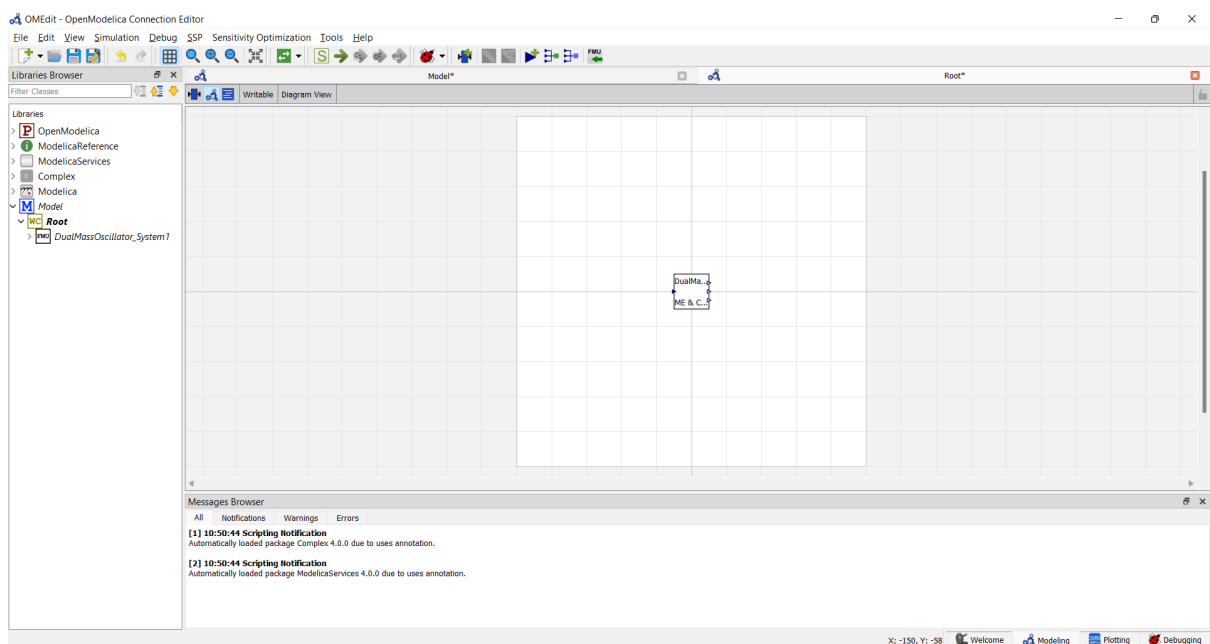 OMEdit - OpenModelica Connection Editor
File Edit View Simulation Debug SSP Sensitivity Optimization Tools Help
S FMU
Libraries Browser
Model*
Root*
Filter Classes
Writable Diagram View
Libraries
P OpenModelica
i ModelicaReference
ModelicaServices
C Complex
Modelica
M Model
WC Root
FMU DualMassOscillator_System1
DualMa...
ME & C...
Messages Browser
All Notifications Warnings Errors
[1] 10:50:44 Scripting Notification
Automatically loaded package Complex 4.0.0 due to uses annotation.
[2] 10:50:44 Scripting Notification
Automatically loaded package ModelicaServices 4.0.0 due to uses annotation.
X: -150, Y: -58 Welcome Modeling Plotting Debugging